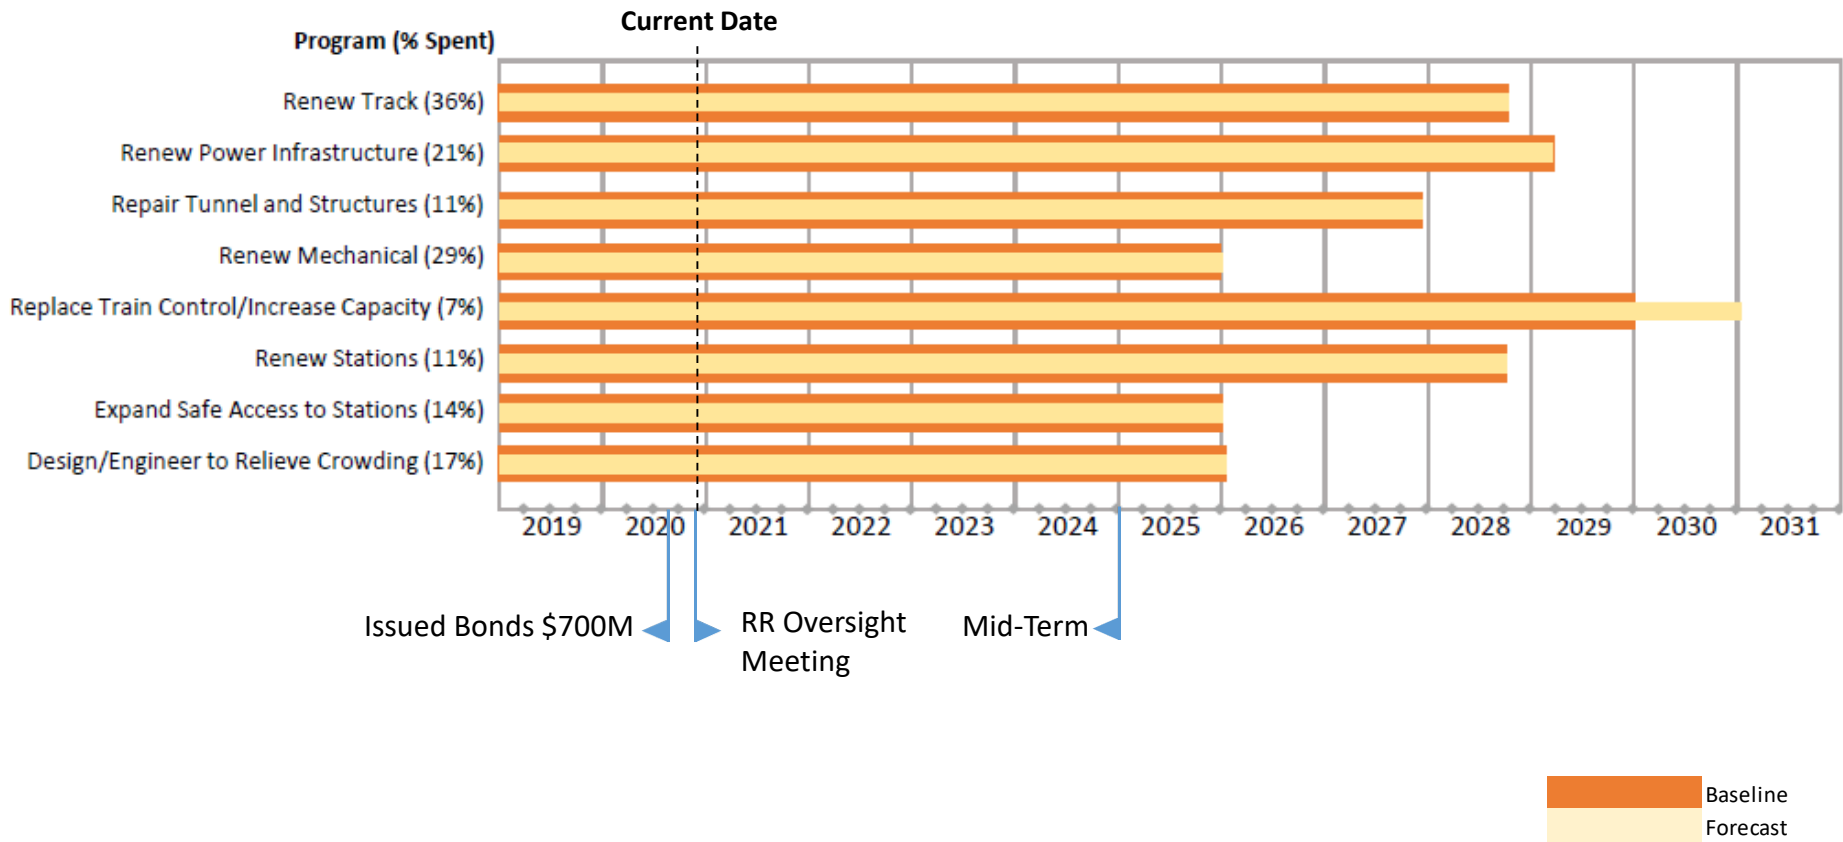 Current Date
Program (% Spent)
Renew Track (36%)
Renew Power Infrastructure (21%)
Repair Tunnel and Structures (11%)
Renew Mechanical (29%)
Replace Train Control/Increase Capacity (7%)
Renew Stations (11%)
Expand Safe Access to Stations (14%)
Design/Engineer to Relieve Crowding (17%)
2019 2020 2021 2022 2023 2024 2025 2026 2027 2028 2029 2030 2031
Issued Bonds $700M
RR Oversight
Meeting
Mid-Term
Baseline
Forecast